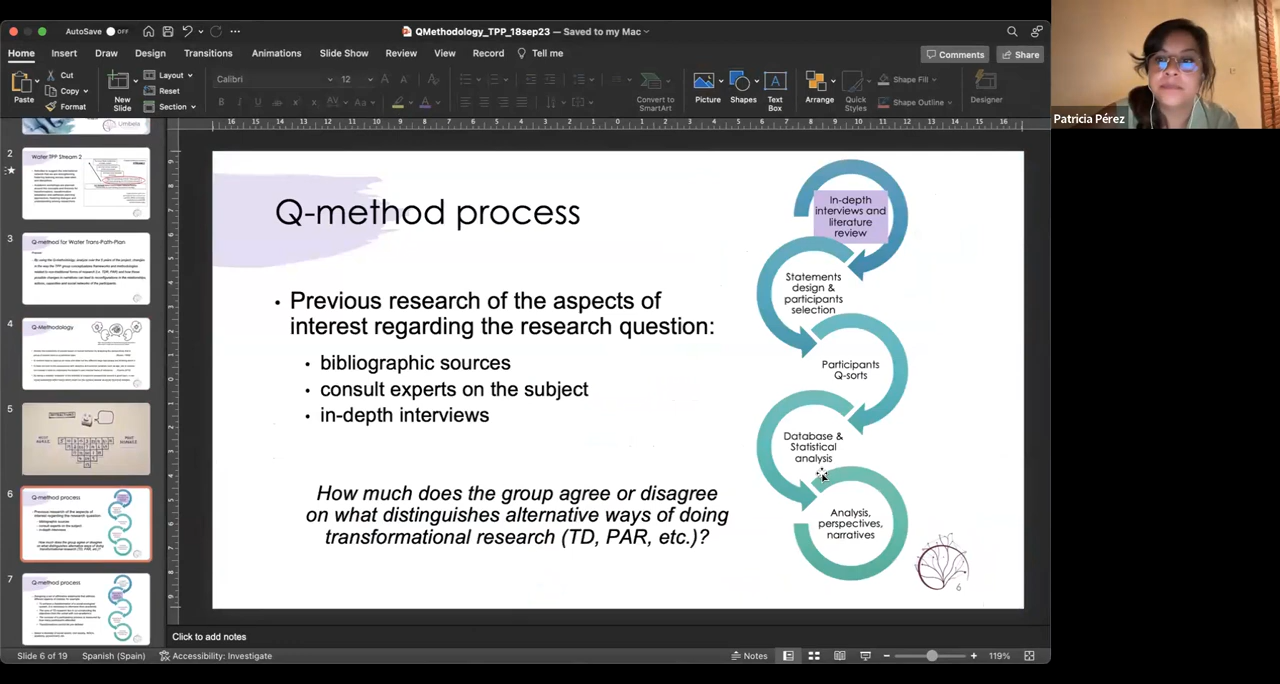 AutoSave OFF
QMethodology_TPP_18sep23 — Saved to my Mac
Home Insert Draw Design Transitions Animations Slide Show Review View Record Tell me
Comments Share
Paste
Cut
Copy
Format
New Slide
Layout
Reset
Section
Calibri 12
Convert to SmartArt
Picture
Shapes
Text Box
Arrange
Quick Styles
Shape Fill
Shape Outline
Designer
Patricia Pérez
Umbela
2
Water TPP Stream 2
3
Q-method for Water Trans-Path-Plan
4
Q-Methodology
5
6
Q-method process
7
Q-method process
Q-method process
• Previous research of the aspects of
interest regarding the research question:
• bibliographic sources
• consult experts on the subject
• in-depth interviews
How much does the group agree or disagree
on what distinguishes alternative ways of doing
transformational research (TD, PAR, etc.)?
In-depth
interviews and
literature
review
Statements
design &
participants
selection
Participants
Q-sorts
Database &
Statistical
analysis
Analysis,
perspectives,
narratives
6
Click to add notes
Slide 6 of 19 Spanish (Spain) Accessibility: Investigate
Notes
119%